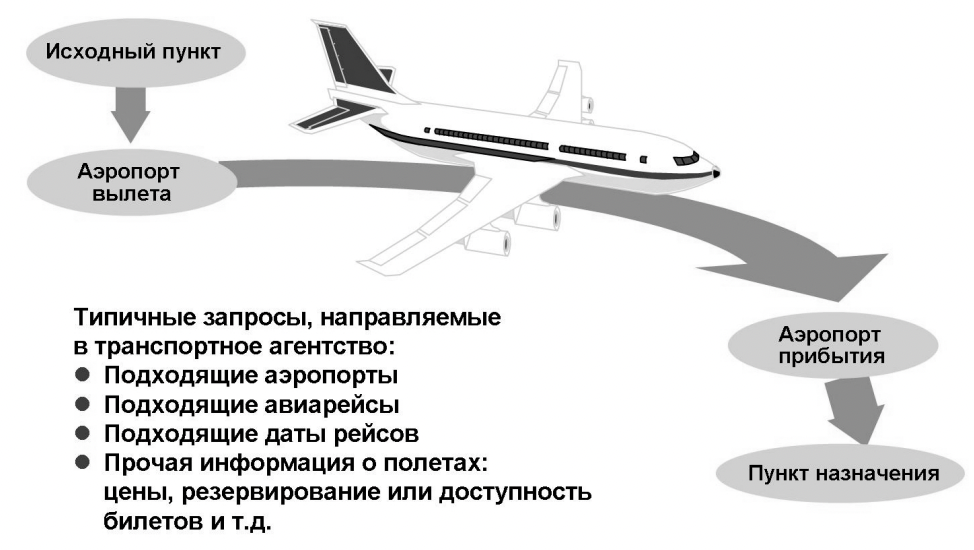 Исходный пункт
Аэропорт
вылета
Типичные запросы, направляемые
в транспортное агентство:
● Подходящие аэропорты
● Подходящие авиарейсы
● Подходящие даты рейсов
● Прочая информация о полетах:
цены, резервирование или доступность
билетов и т.д.
Аэропорт
прибытия
Пункт назначения